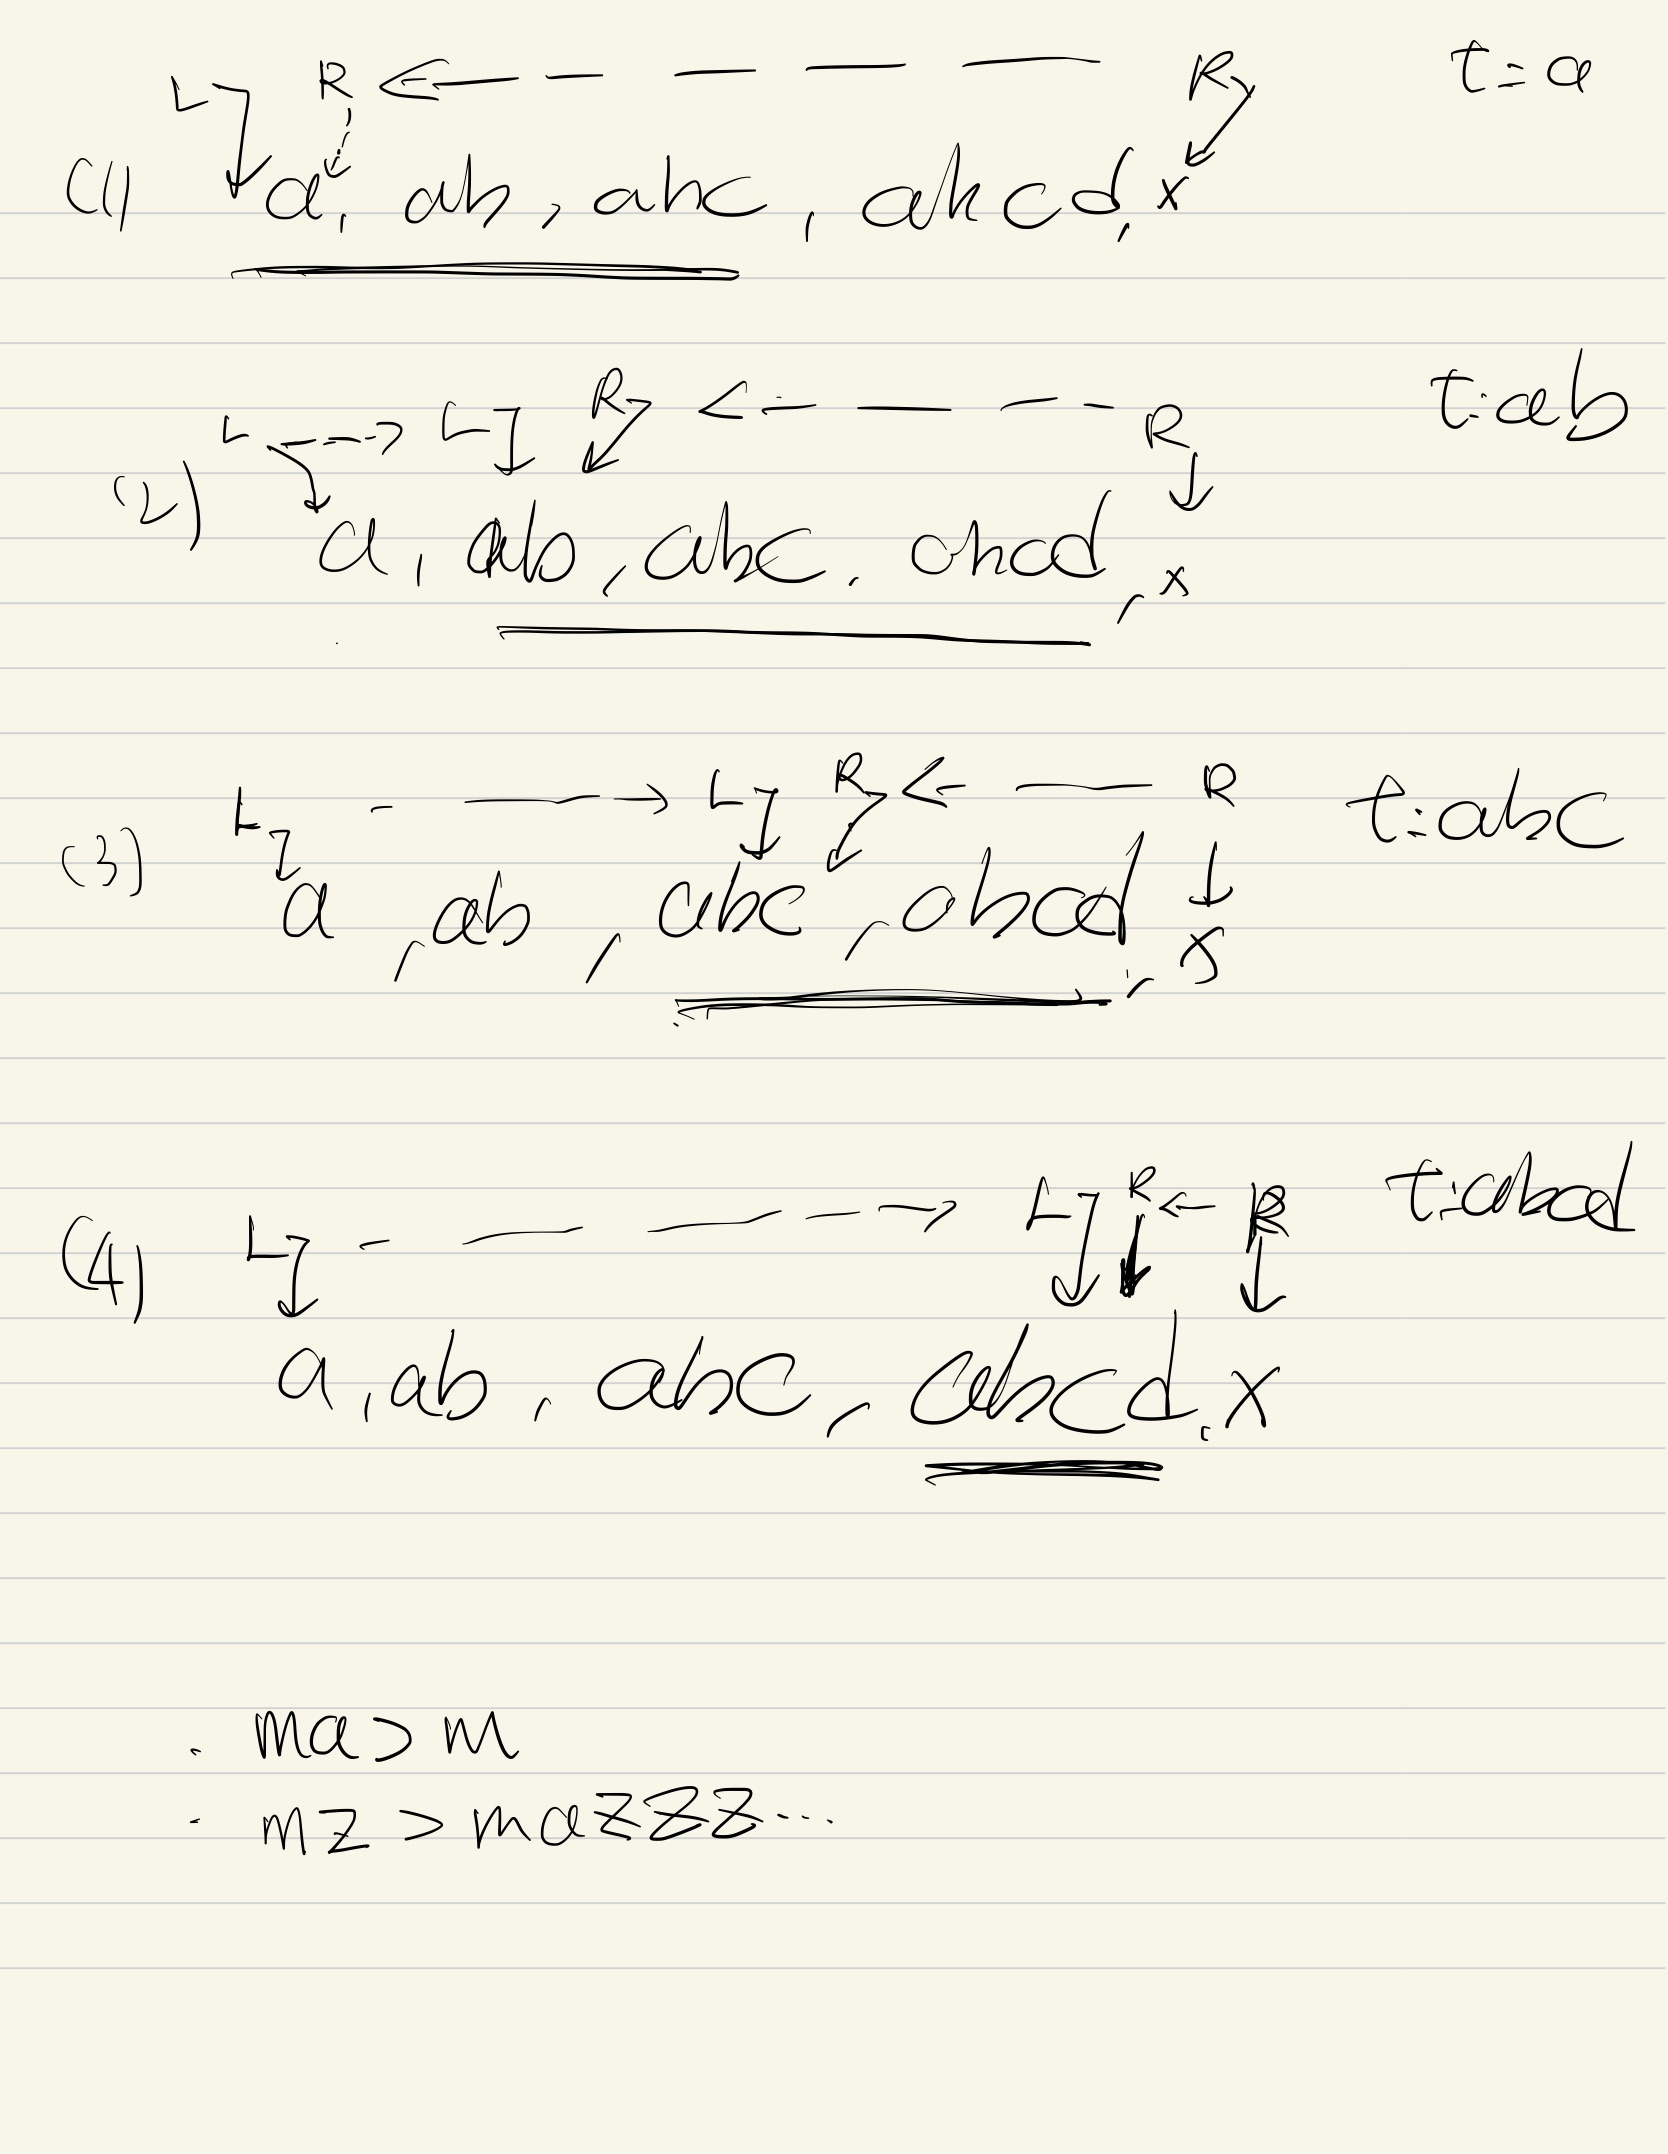 L R R t = a
(1) a, ab, abc, abcd, x
L L R R t: ab
(2) a, ab, abc, abcd, x
L L R R t: abc
(3) a, ab, abc, abcd, x
L L R R t: abcd
(4) a, ab, abc, abcd, x
· ma > m
· mz > mazzz...